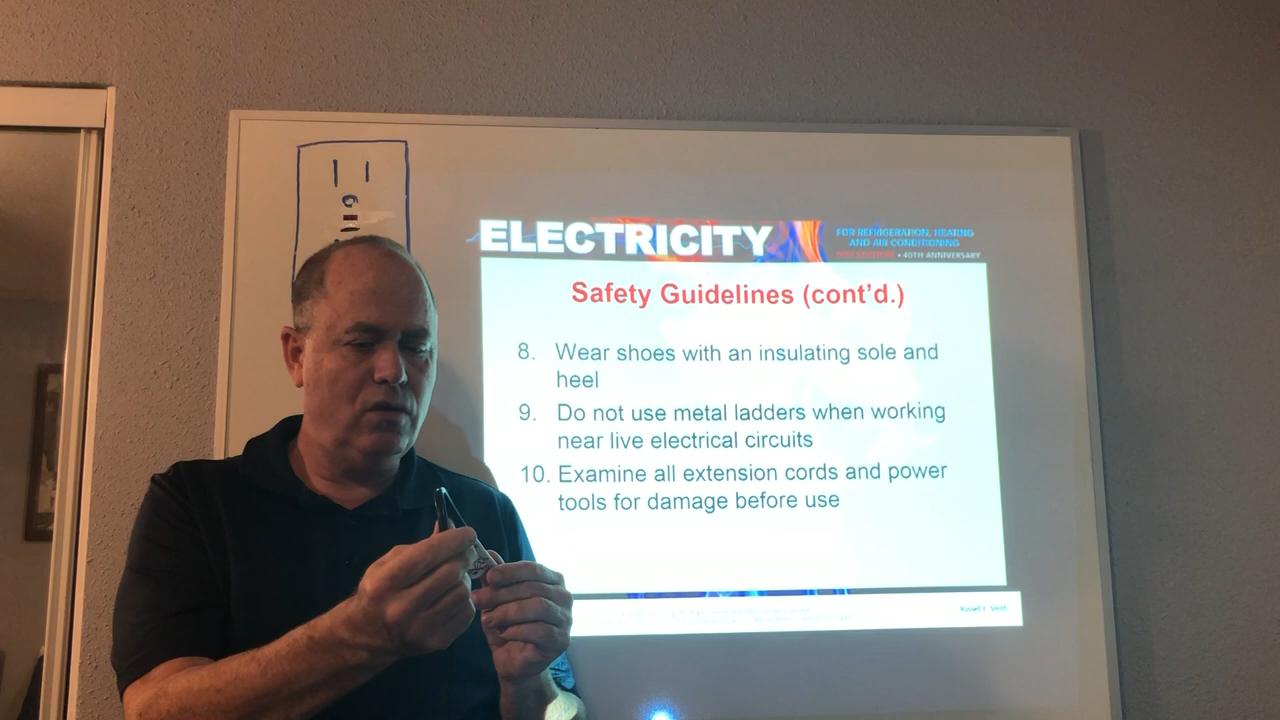 ELECTRICITY
FOR REFRIGERATION, HEATING
AND AIR CONDITIONING
• 40TH ANNIVERSARY
Safety Guidelines (cont'd.)
8. Wear shoes with an insulating sole and
heel
9. Do not use metal ladders when working
near live electrical circuits
10. Examine all extension cords and power
tools for damage before use
Russell E. Smith